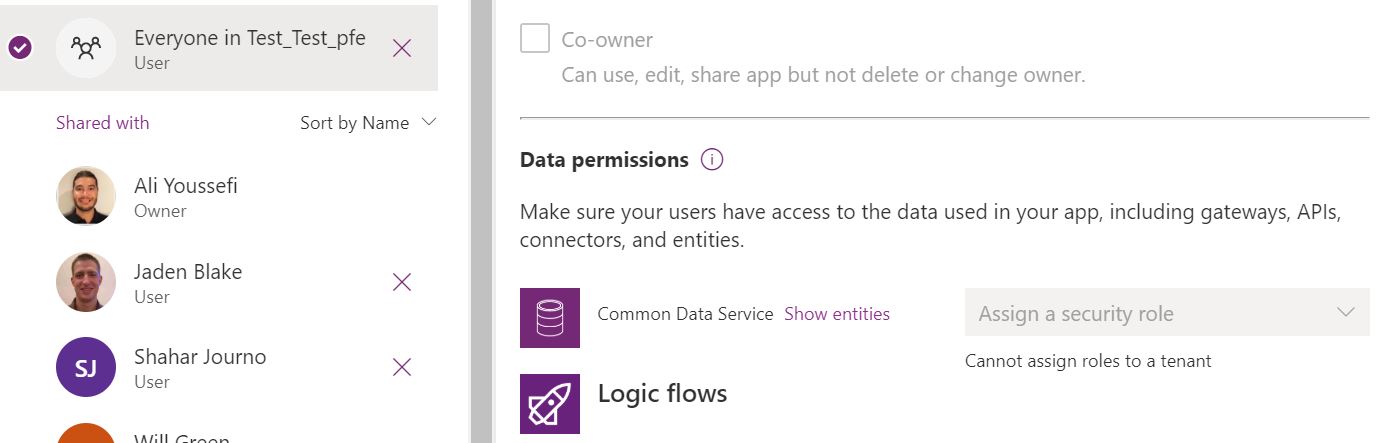 Everyone in Test_Test_pfe
User
Shared with
Sort by Name
Ali Youssefi
Owner
Jaden Blake
User
SJ
Shahar Journo
User
Will Green
Co-owner
Can use, edit, share app but not delete or change owner.
Data permissions
Make sure your users have access to the data used in your app, including gateways, APIs,
connectors, and entities.
Common Data Service Show entities
Assign a security role
Cannot assign roles to a tenant
Logic flows